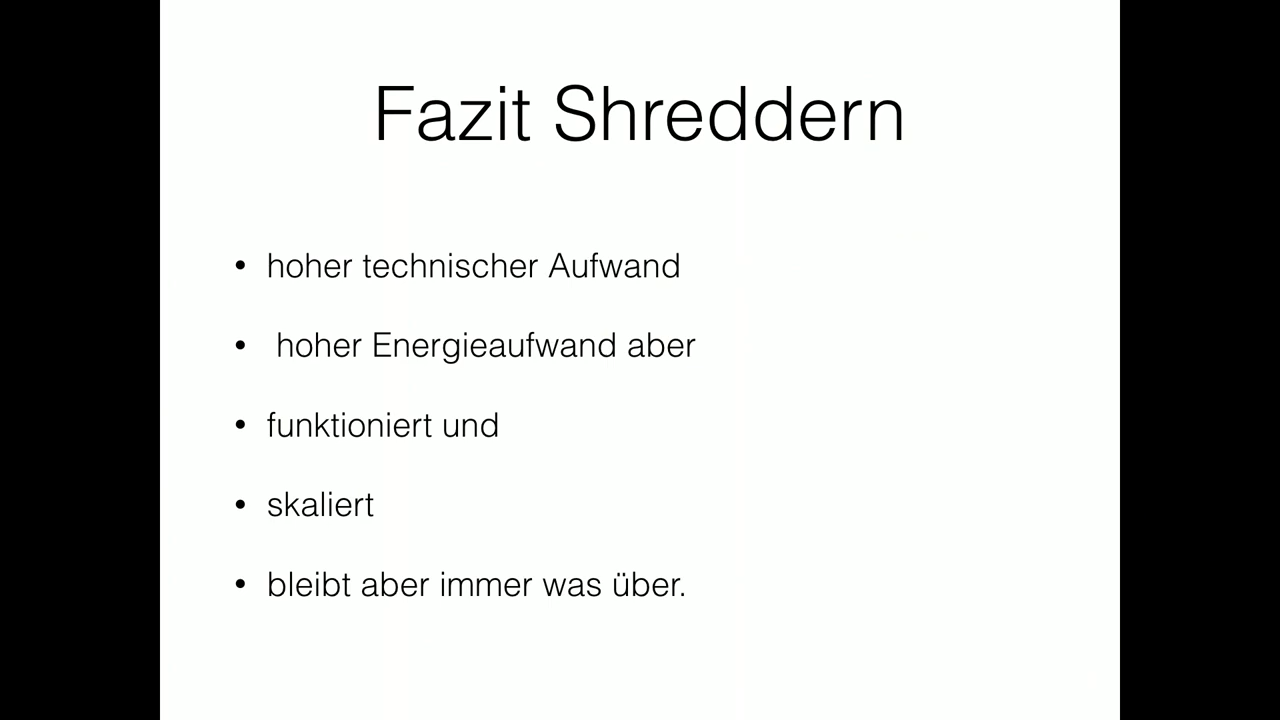 Fazit Shreddern
• hoher technischer Aufwand
• hoher Energieaufwand aber
• funktioniert und
• skaliert
• bleibt aber immer was über.